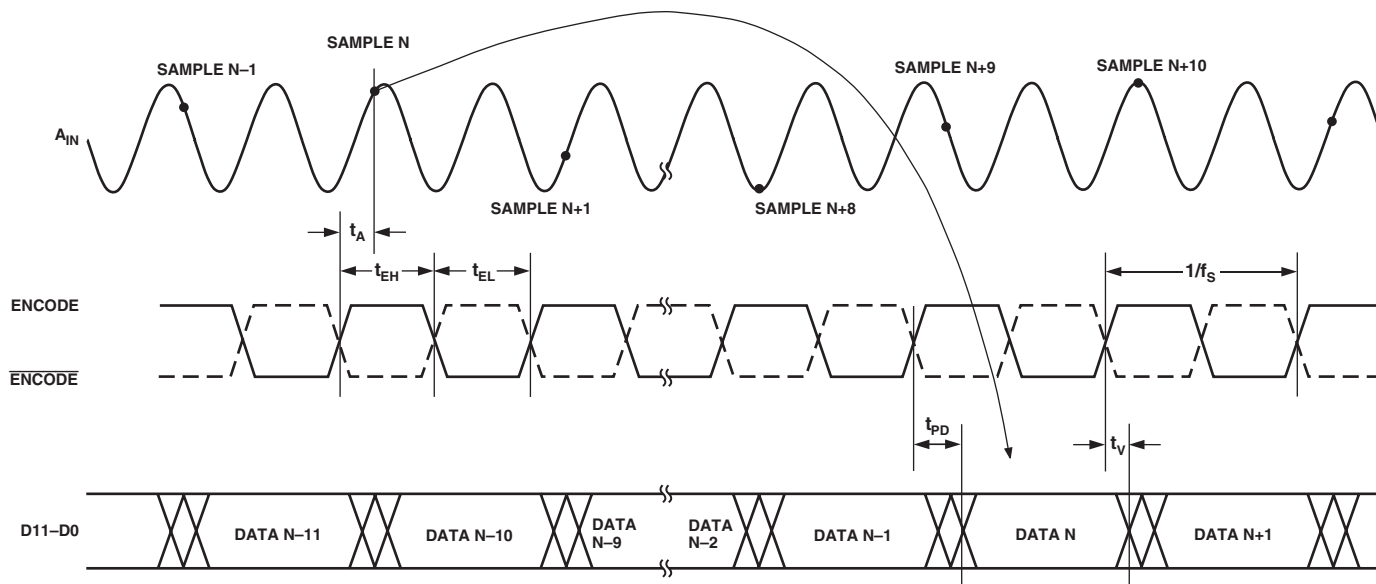 SAMPLE N
SAMPLE N–1
SAMPLE N+9
SAMPLE N+10
AIN
SAMPLE N+1
SAMPLE N+8
tA
tEH
tEL
1/fS
ENCODE
ENCODE
tPD
tV
D11–D0
DATA N–11
DATA N–10
DATA
N–9
DATA
N–2
DATA N–1
DATA N
DATA N+1